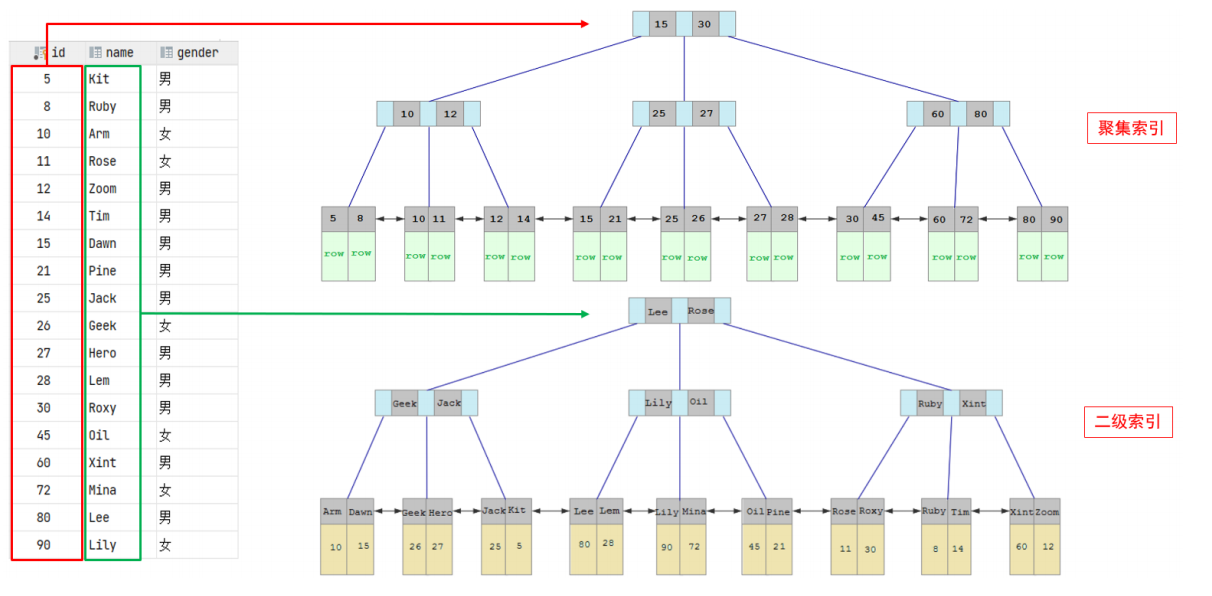 id name gender
5 Kit 男
8 Ruby 男
10 Arm 女
11 Rose 女
12 Zoom 男
14 Tim 男
15 Dawn 男
21 Pine 男
25 Jack 男
26 Geek 女
27 Hero 男
28 Lem 男
30 Roxy 男
45 Oil 女
60 Xint 男
72 Mina 女
80 Lee 男
90 Lily 女
15 30
10 12 25 27 60 80
聚集索引
5 8 10 11 12 14 15 21 25 26 27 28 30 45 60 72 80 90
row row row row row row row row row row row row row row row row row row
Lee Rose
Geek Jack Lily Oil Ruby Xint
二级索引
Arm Dawn Geek Hero Jack Kit Lee Lem Lily Mina Oil Pine Rose Roxy Ruby Tim Xint Zoom
10 15 26 27 25 5 80 28 90 72 45 21 11 30 8 14 60 12